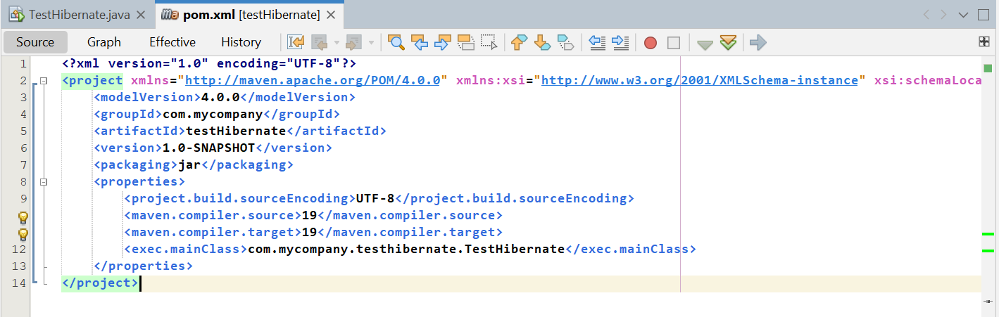 TestHibernate.java
pom.xml [testHibernate]
Source Graph Effective History
1 <?xml version="1.0" encoding="UTF-8"?>
2 <project xmlns="http://maven.apache.org/POM/4.0.0" xmlns:xsi="http://www.w3.org/2001/XMLSchema-instance" xsi:schemaLoca
3 <modelVersion>4.0.0</modelVersion>
4 <groupId>com.mycompany</groupId>
5 <artifactId>testHibernate</artifactId>
6 <version>1.0-SNAPSHOT</version>
7 <packaging>jar</packaging>
8 <properties>
9 <project.build.sourceEncoding>UTF-8</project.build.sourceEncoding>
<maven.compiler.source>19</maven.compiler.source>
<maven.compiler.target>19</maven.compiler.target>
12 <exec.mainClass>com.mycompany.testhibernate.TestHibernate</exec.mainClass>
13 </properties>
14 </project>